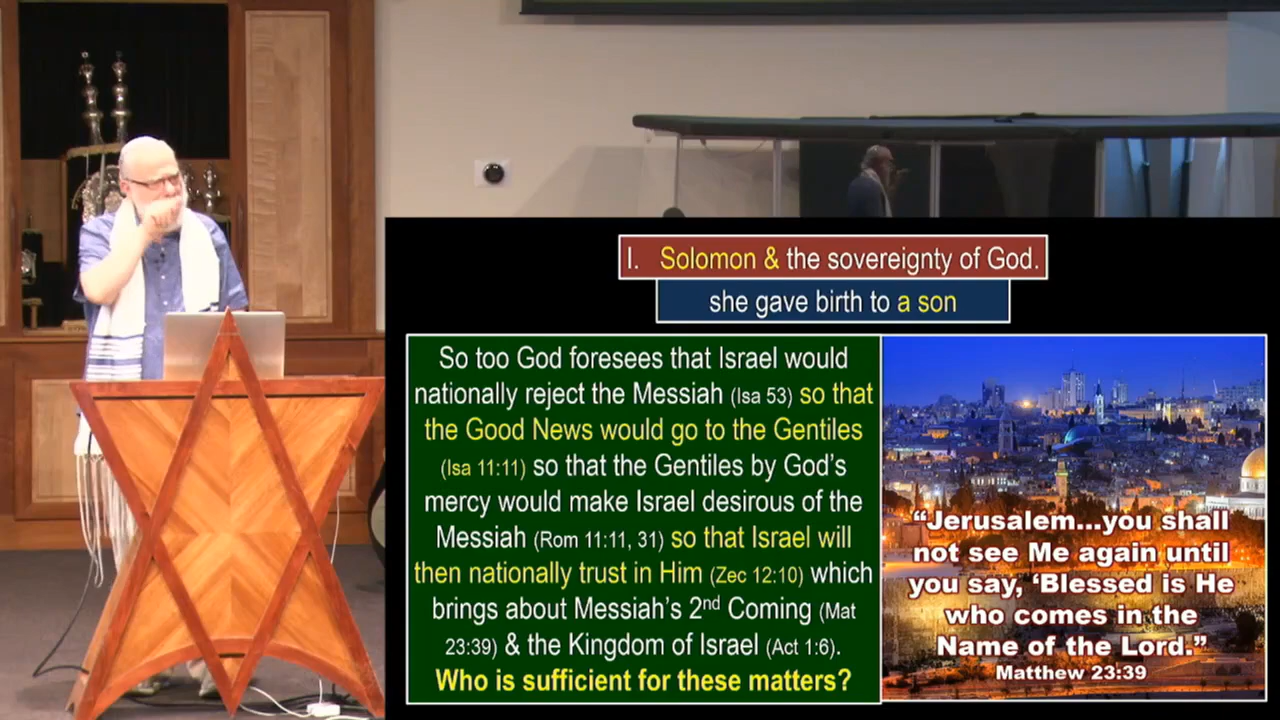 I. Solomon & the sovereignty of God.
she gave birth to a son
So too God foresees that Israel would
nationally reject the Messiah (Isa 53) so that
the Good News would go to the Gentiles
(Isa 11:11) so that the Gentiles by God's
mercy would make Israel desirous of the
Messiah (Rom 11:11, 31) so that Israel will
then nationally trust in Him (Zec 12:10) which
brings about Messiah's 2nd Coming (Mat
23:39) & the Kingdom of Israel (Act 1:6).
Who is sufficient for these matters?
“Jerusalem...you shall
not see Me again until
you say, ‘Blessed is He
who comes in the
Name of the Lord.”
Matthew 23:39